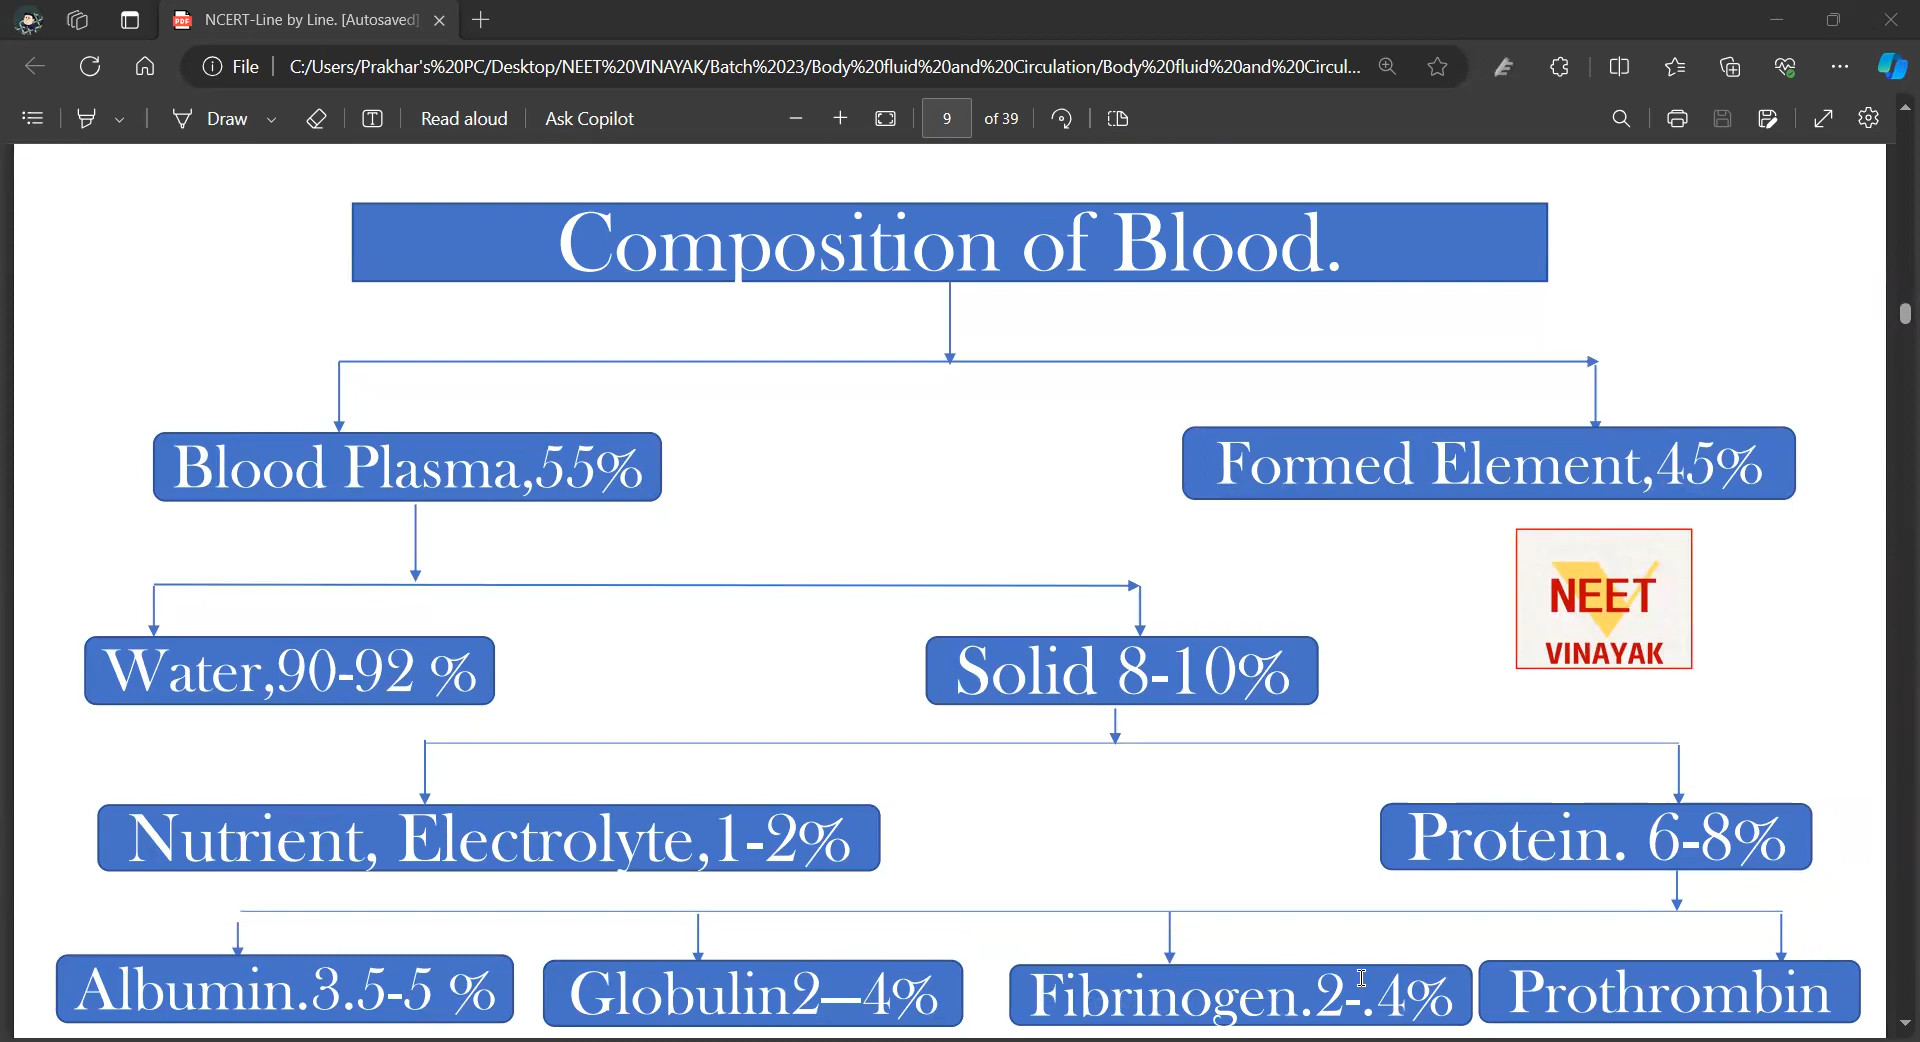 NCERT-Line by Line. [Autosaved]
File
C:/Users/Prakhar's%20PC/Desktop/NEET%20VINAYAK/Batch%2023/Body%20fluid%20and%20Circulation/Body%20fluid%20and%20Circul...
Draw
Read aloud
Ask Copilot
9 of 39
Composition of Blood.
Blood Plasma,55%
Formed Element,45%
NEET
VINAYAK
Water,90-92 %
Solid 8-10%
Nutrient, Electrolyte,1-2%
Protein. 6-8%
Albumin.3.5-5 %
Globulin2—4%
Fibrinogen.2-.4%
Prothrombin